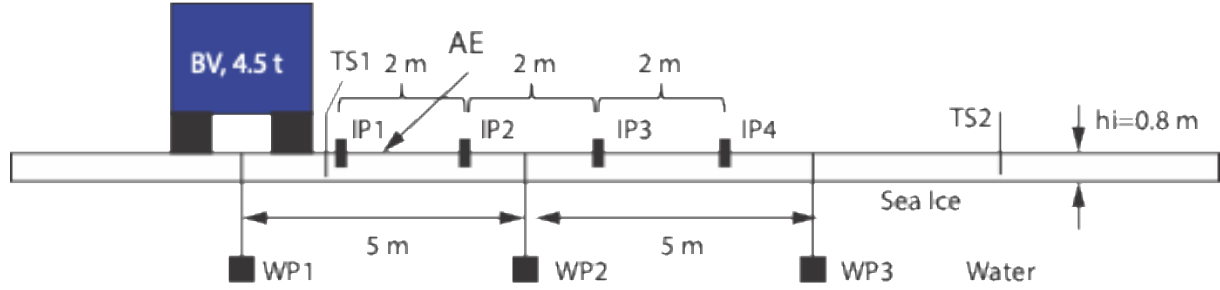 BV, 4.5 t
TS1
AE
2 m
2 m
2 m
IP1
IP2
IP3
IP4
TS2
hi=0.8 m
Sea Ice
5 m
5 m
WP1
WP2
WP3
Water